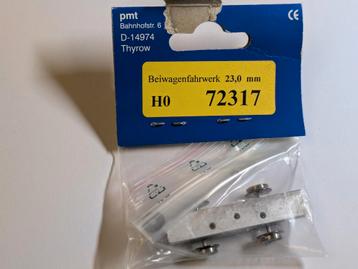 pmt
Bahnhofstr. 6
D-14974
Thyrow
CE
Beiwagenfahrwerk 23,0 mm
H0 72317